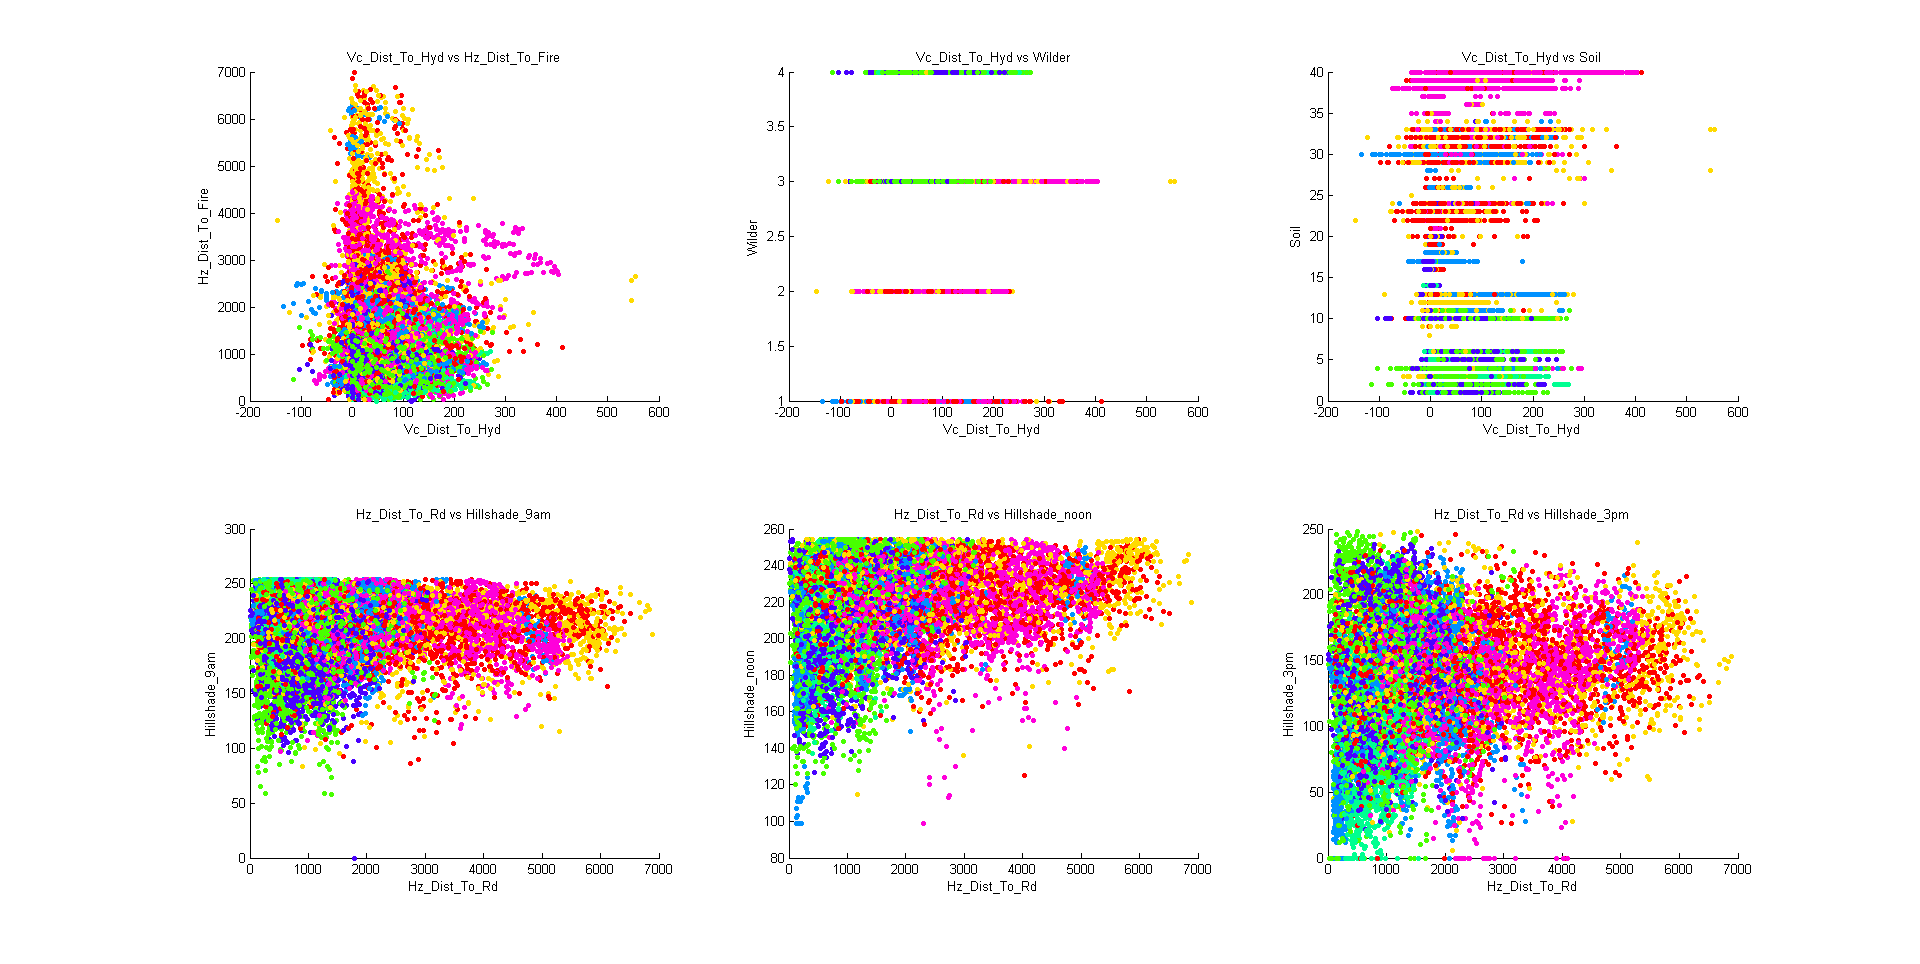 Vc_Dist_To_Hyd vs Hz_Dist_To_Fire
7000
6000
5000
4000
3000
2000
1000
0
Hz_Dist_To_Fire
-200 -100 0 100 200 300 400 500 600
Vc_Dist_To_Hyd
Vc_Dist_To_Hyd vs Wilder
4
3.5
3
2.5
2
1.5
1
Wilder
-200 -100 0 100 200 300 400 500 600
Vc_Dist_To_Hyd
Vc_Dist_To_Hyd vs Soil
40
35
30
25
20
15
10
5
0
Soil
-200 -100 0 100 200 300 400 500 600
Vc_Dist_To_Hyd
Hz_Dist_To_Rd vs Hillshade_9am
300
250
200
150
100
50
0
Hillshade_9am
0 1000 2000 3000 4000 5000 6000 7000
Hz_Dist_To_Rd
Hz_Dist_To_Rd vs Hillshade_noon
260
240
220
200
180
160
140
120
100
80
Hillshade_noon
0 1000 2000 3000 4000 5000 6000 7000
Hz_Dist_To_Rd
Hz_Dist_To_Rd vs Hillshade_3pm
250
200
150
100
50
0
Hillshade_3pm
0 1000 2000 3000 4000 5000 6000 7000
Hz_Dist_To_Rd